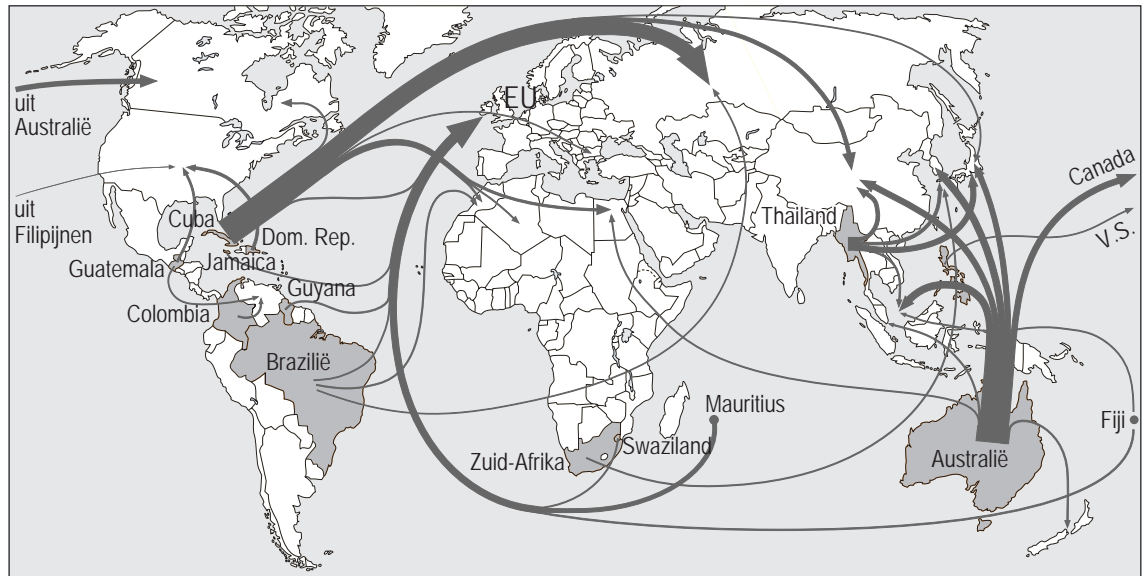 uit
Australië
EU
Canada
uit
Filipijnen
V.S.
Cuba
Dom. Rep.
Thailand
Guatemala
Jamaica
Guyana
Colombia
Brazilië
Mauritius
Fiji
Zuid-Afrika
Swaziland
Australië